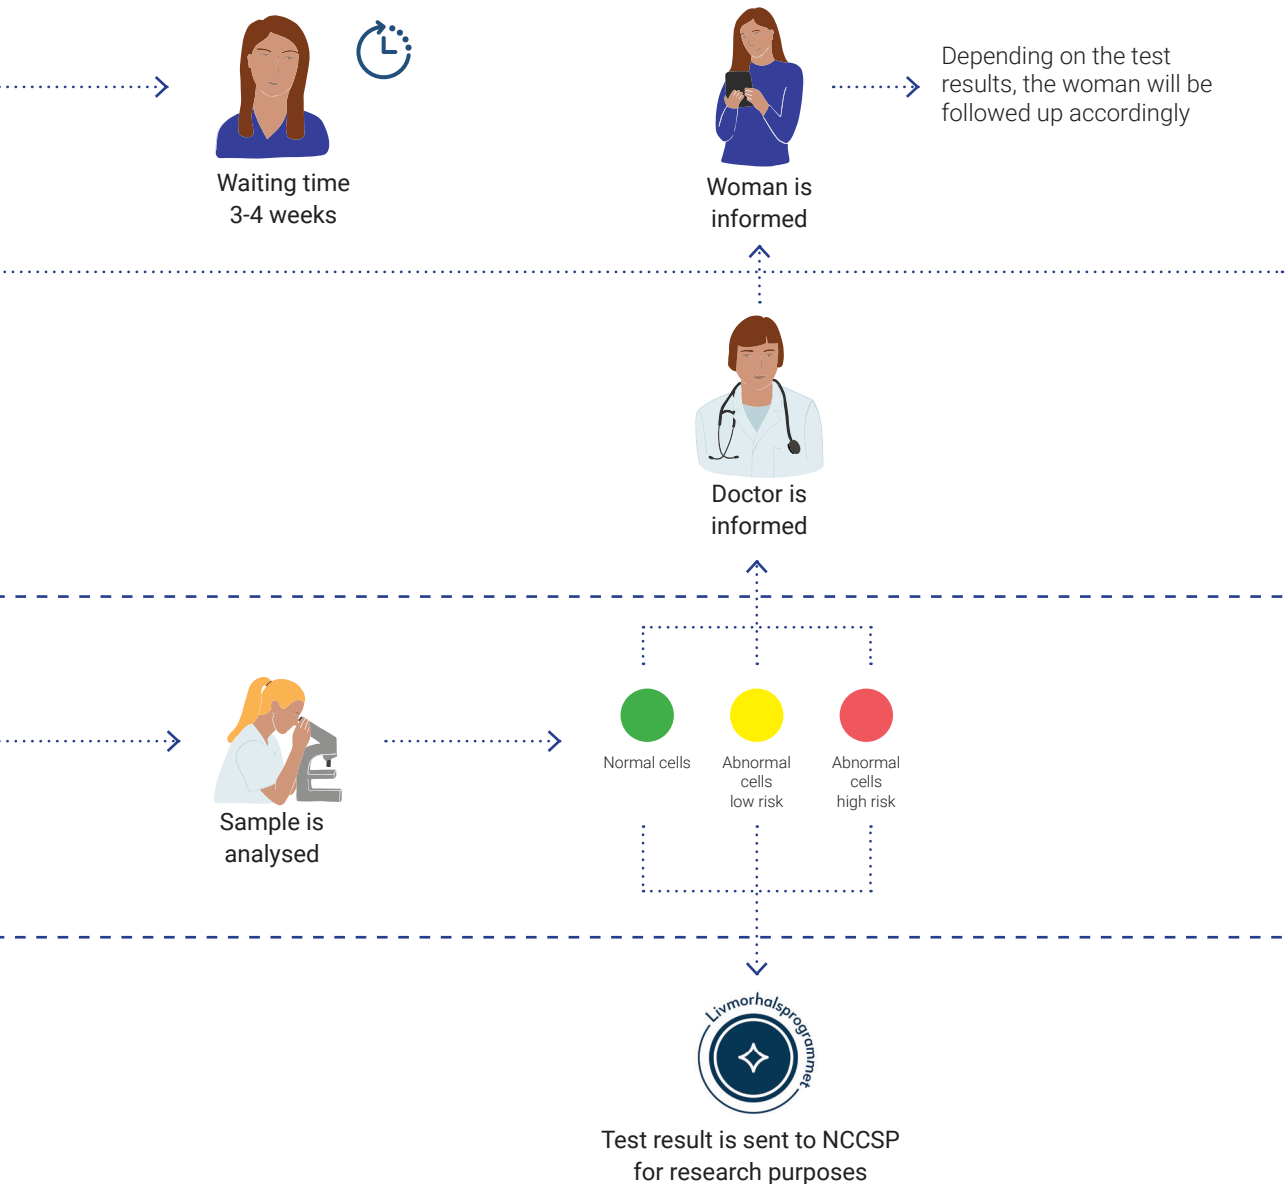 Depending on the test
results, the woman will be
followed up accordingly
Waiting time
3-4 weeks
Woman is
informed
Doctor is
informed
Normal cells
Abnormal
cells
low risk
Abnormal
cells
high risk
Sample is
analysed
Livmorhalsprogrammet
Test result is sent to NCCSP
for research purposes